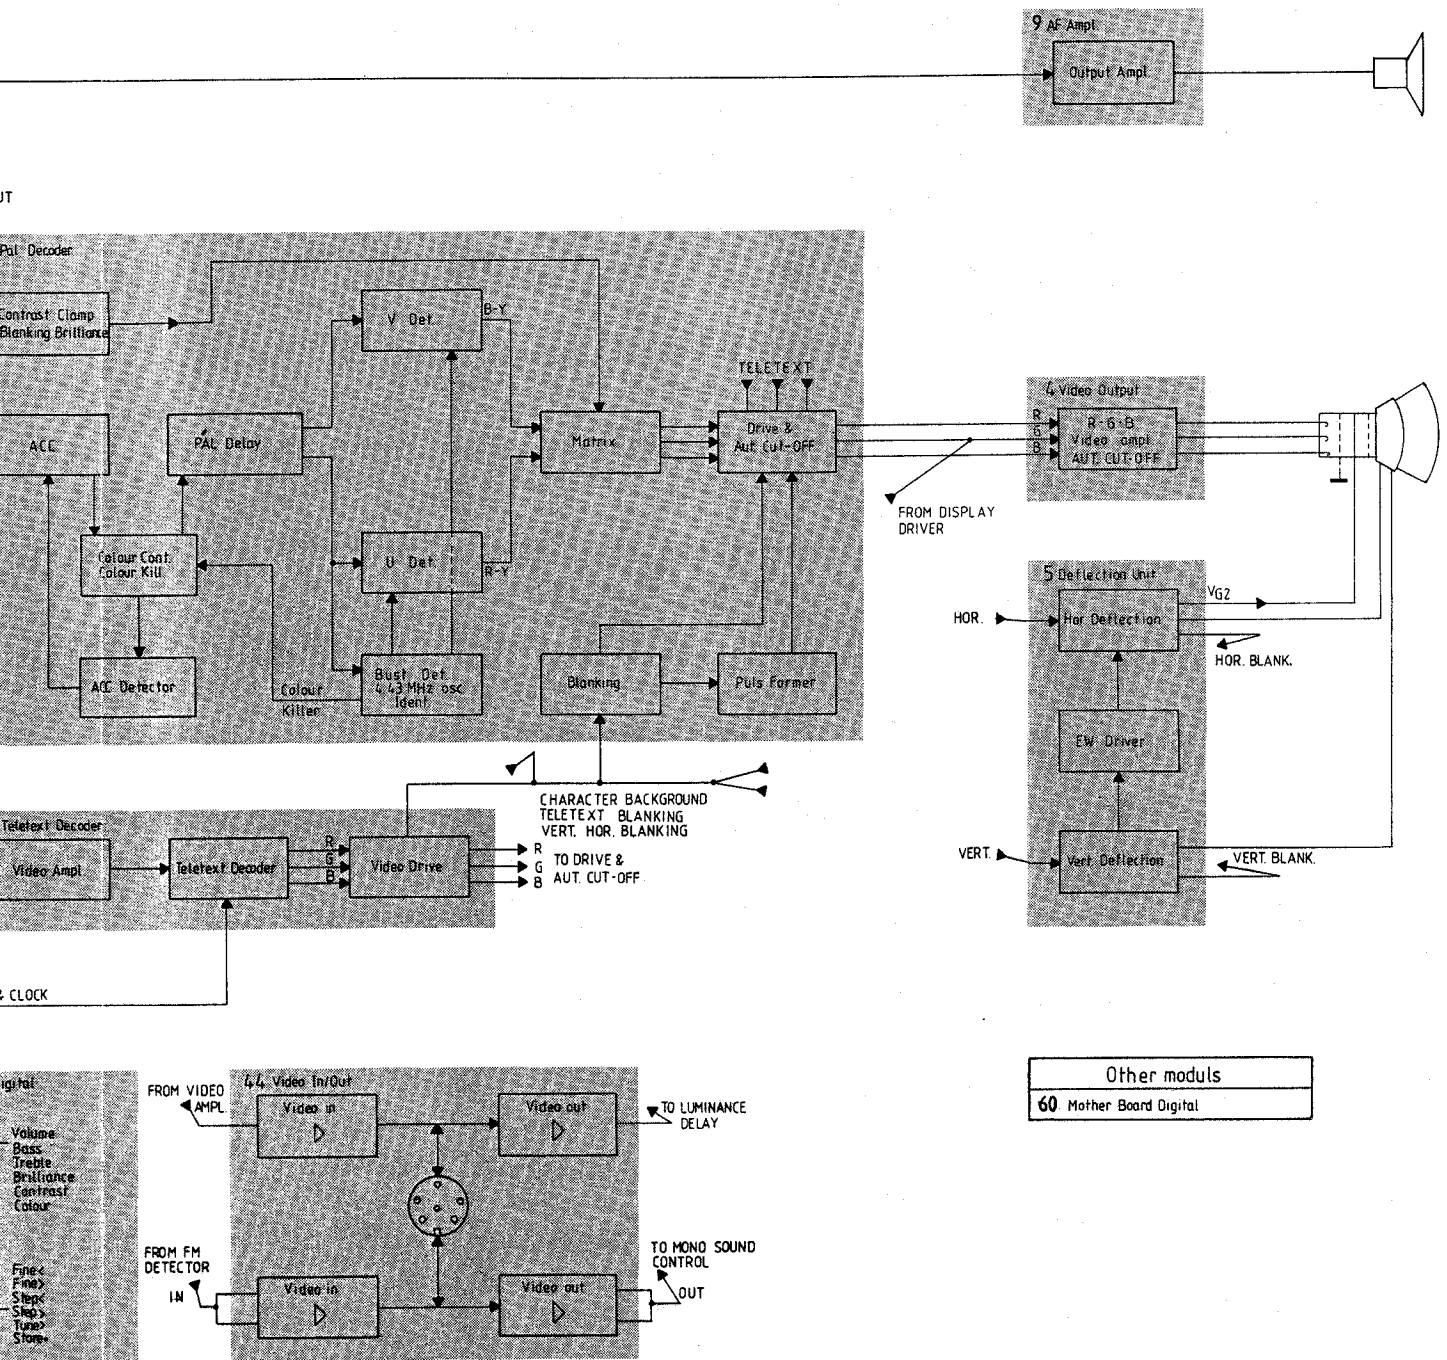 9 AF Ampl.
Output Ampl.
UT
Pal Decoder
Contrast Clamp
Blanking Brilliance
V Det.
B-Y
TELETEXT
ACC
PAL Delay
Matrix
Drive &
Aut. Cut-OFF
R
G
B
4 Video Output
R-G-B
Video ampl.
AUT. CUT-OFF
FROM DISPLAY
DRIVER
Colour Cont.
Colour Kill.
U Det.
R-Y
5 Deflection Unit
HOR.
Hor Deflection
VG2
HOR. BLANK.
ACC Detector
Colour
Killer
Bust Det.
4.43 MHz osc
Ident
Blanking
Puls Former
EW Driver
CHARACTER BACKGROUND
TELETEXT BLANKING
VERT. HOR. BLANKING
Teletext Decoder
Video Ampl
Teletext Decoder
R
G
B
Video Drive
R
G
B
TO DRIVE &
AUT. CUT-OFF
VERT.
Vert Deflection
VERT. BLANK.
& CLOCK
Other moduls
60 Mother Board Digital
igital
Volume
Bass
Treble
Brilliance
Contrast
Colour
Fine<
Fine>
Step<
Step>
Tune>
Store
FROM VIDEO
AMPL.
44 Video In/Out
Video in
Video out
TO LUMINANCE
DELAY
FROM FM
DETECTOR
IN
Video in
Video out
TO MONO SOUND
CONTROL
OUT